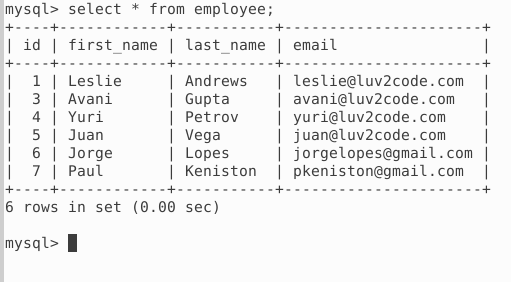 mysql> select * from employee;
+----+------------+-----------+----------------------+
| id | first_name | last_name | email                |
+----+------------+-----------+----------------------+
|  1 | Leslie     | Andrews   | leslie@luv2code.com  |
|  3 | Avani      | Gupta     | avani@luv2code.com   |
|  4 | Yuri       | Petrov    | yuri@luv2code.com    |
|  5 | Juan       | Vega      | juan@luv2code.com    |
|  6 | Jorge      | Lopes     | jorgelopes@gmail.com |
|  7 | Paul       | Keniston  | pkeniston@gmail.com  |
+----+------------+-----------+----------------------+
6 rows in set (0.00 sec)
mysql>